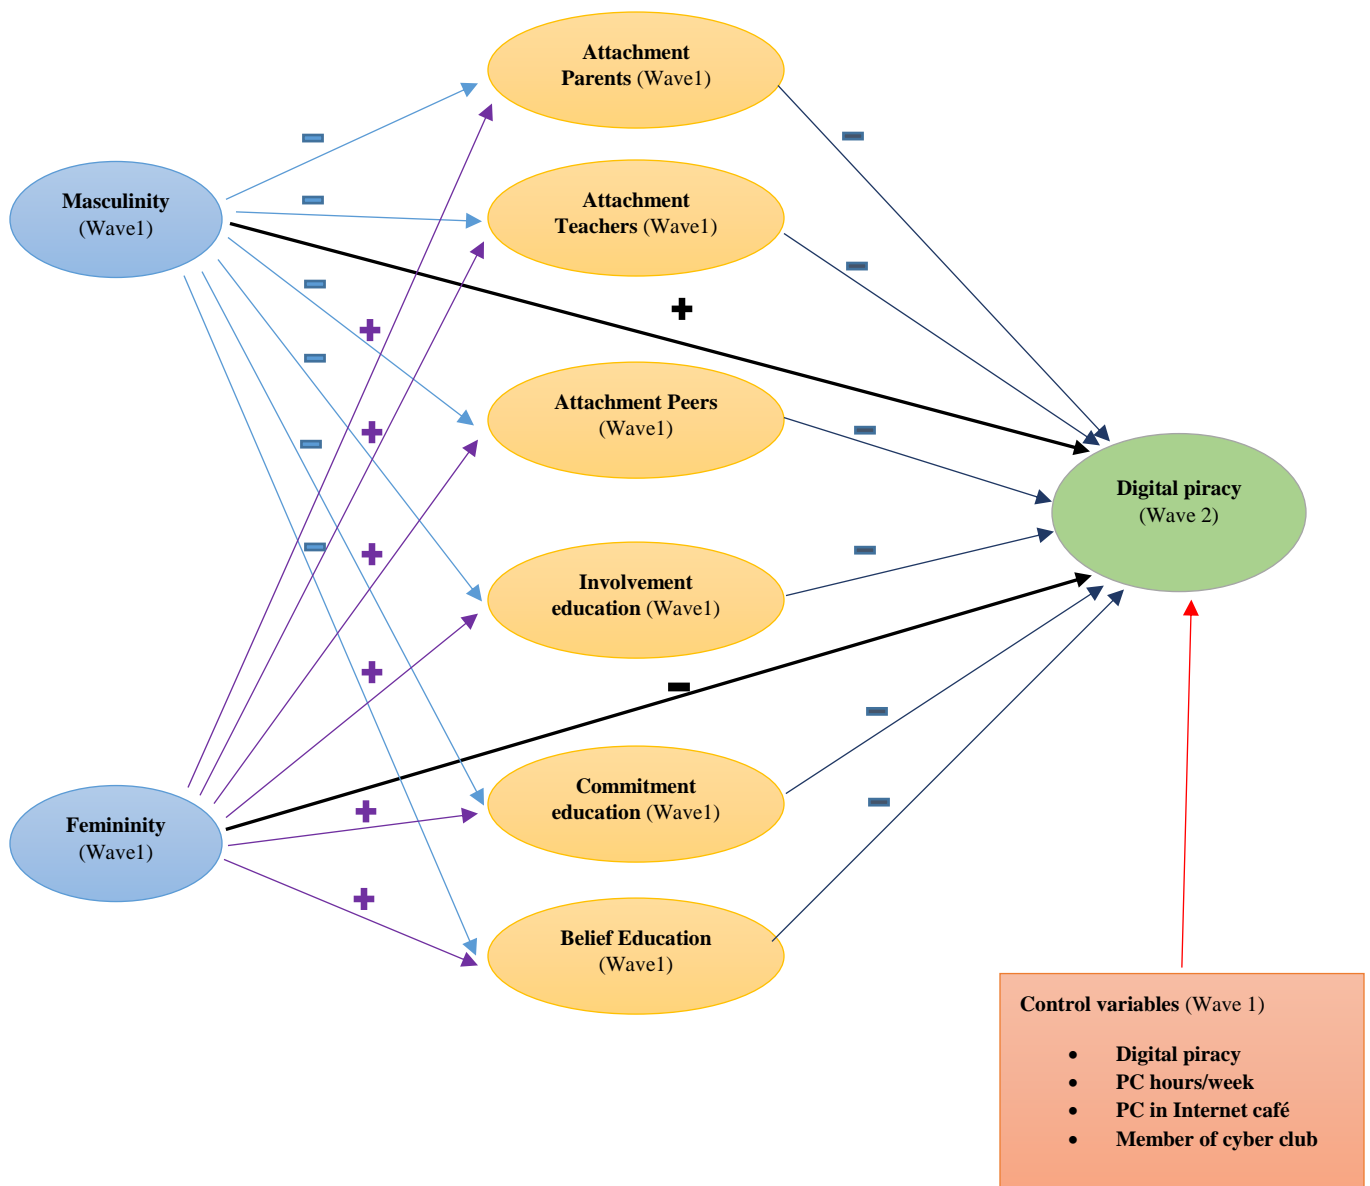 Attachment
Parents (Wave1)
Masculinity
(Wave1)
Attachment
Teachers (Wave1)
Attachment Peers
(Wave1)
Digital piracy
(Wave 2)
Involvement
education (Wave1)
Femininity
(Wave1)
Commitment
education (Wave1)
Belief Education
(Wave1)
Control variables (Wave 1)
• Digital piracy
• PC hours/week
• PC in Internet café
• Member of cyber club